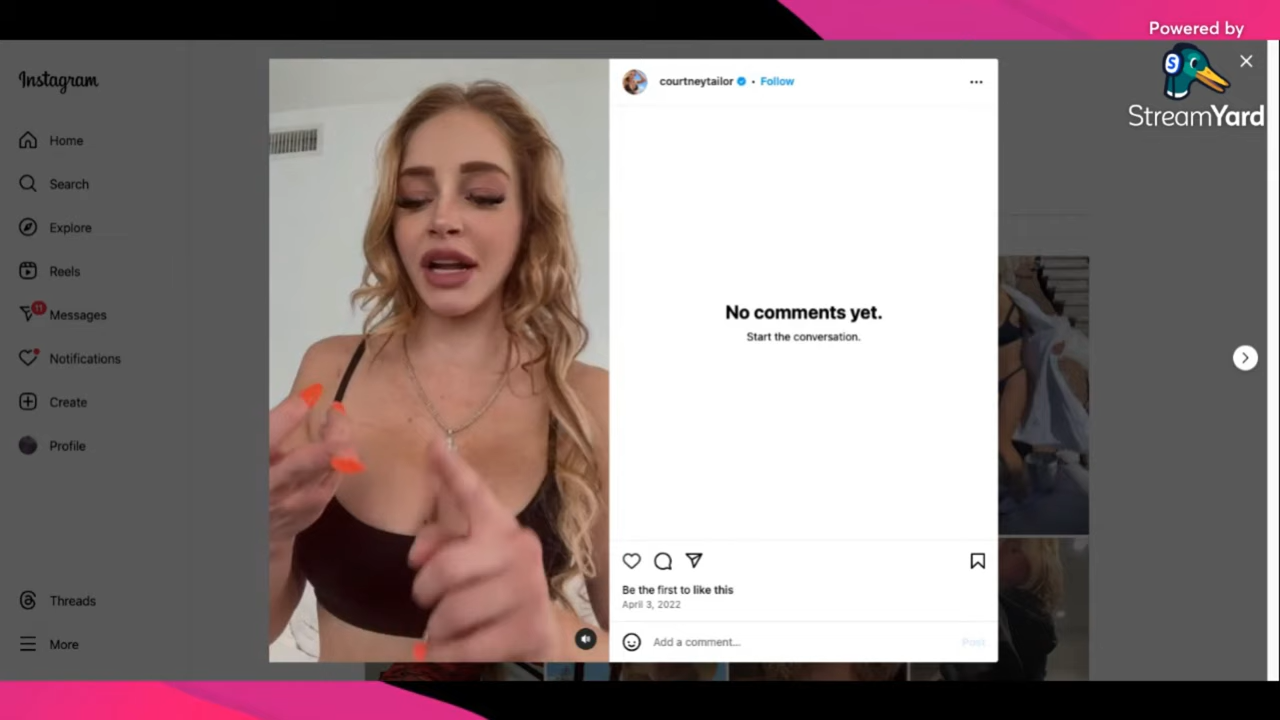 Powered by
StreamYard
Instagram
Home
Search
Explore
Reels
11
Messages
Notifications
Create
Profile
Threads
More
courtneytailor • Follow
No comments yet.
Start the conversation.
Be the first to like this
April 3, 2022
Add a comment...
Post